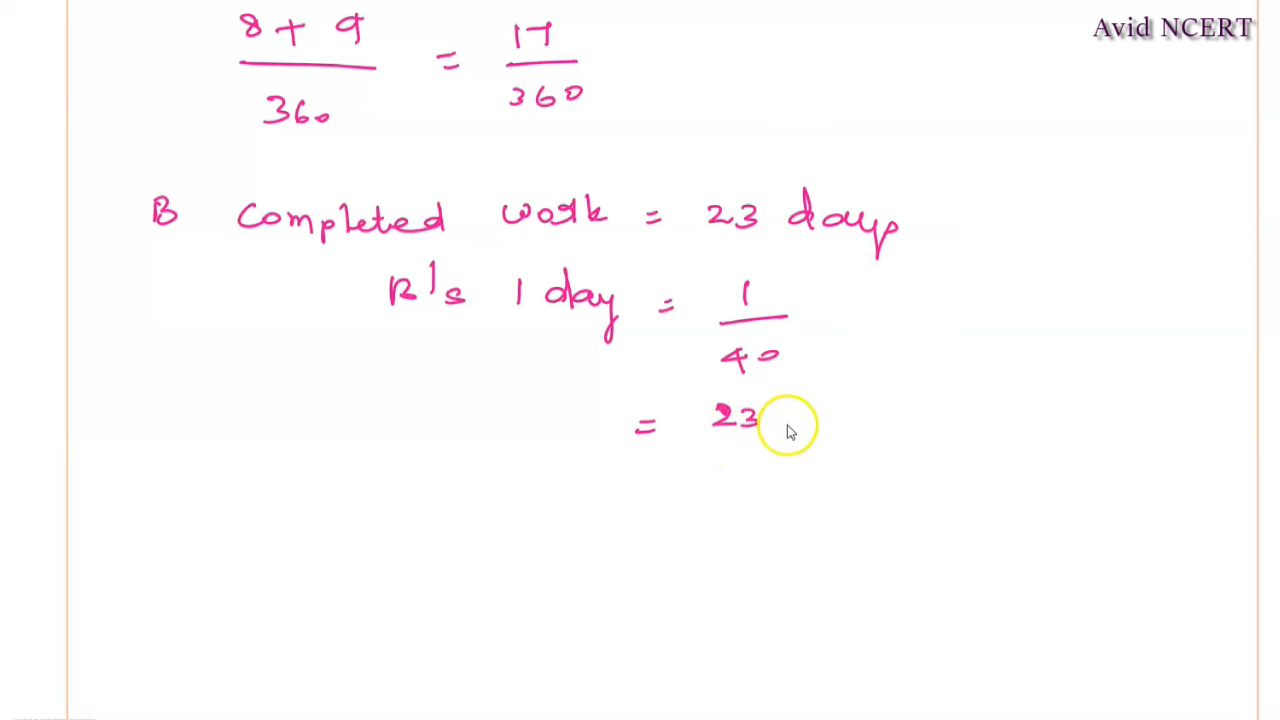 Avid NCERT
8 + 9 / 360 = 17 / 360
B completed work = 23 days
B's 1 day = 1 / 40
= 23